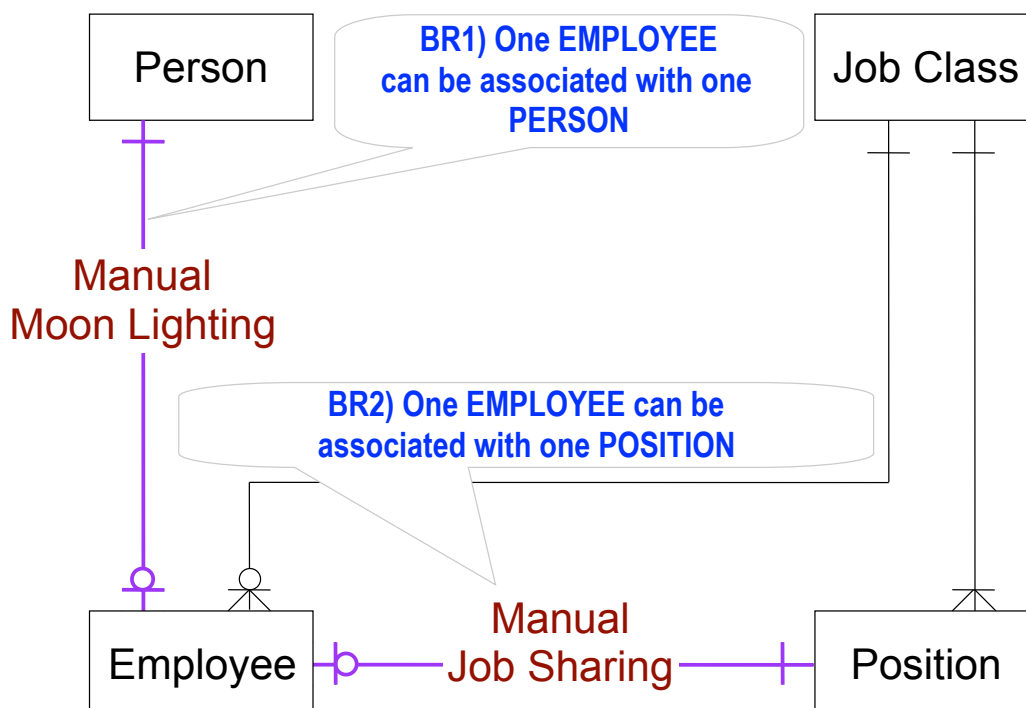 Person
BR1) One EMPLOYEE
can be associated with one
PERSON
Job Class
Manual
Moon Lighting
BR2) One EMPLOYEE can be
associated with one POSITION
Employee
Manual
Job Sharing
Position